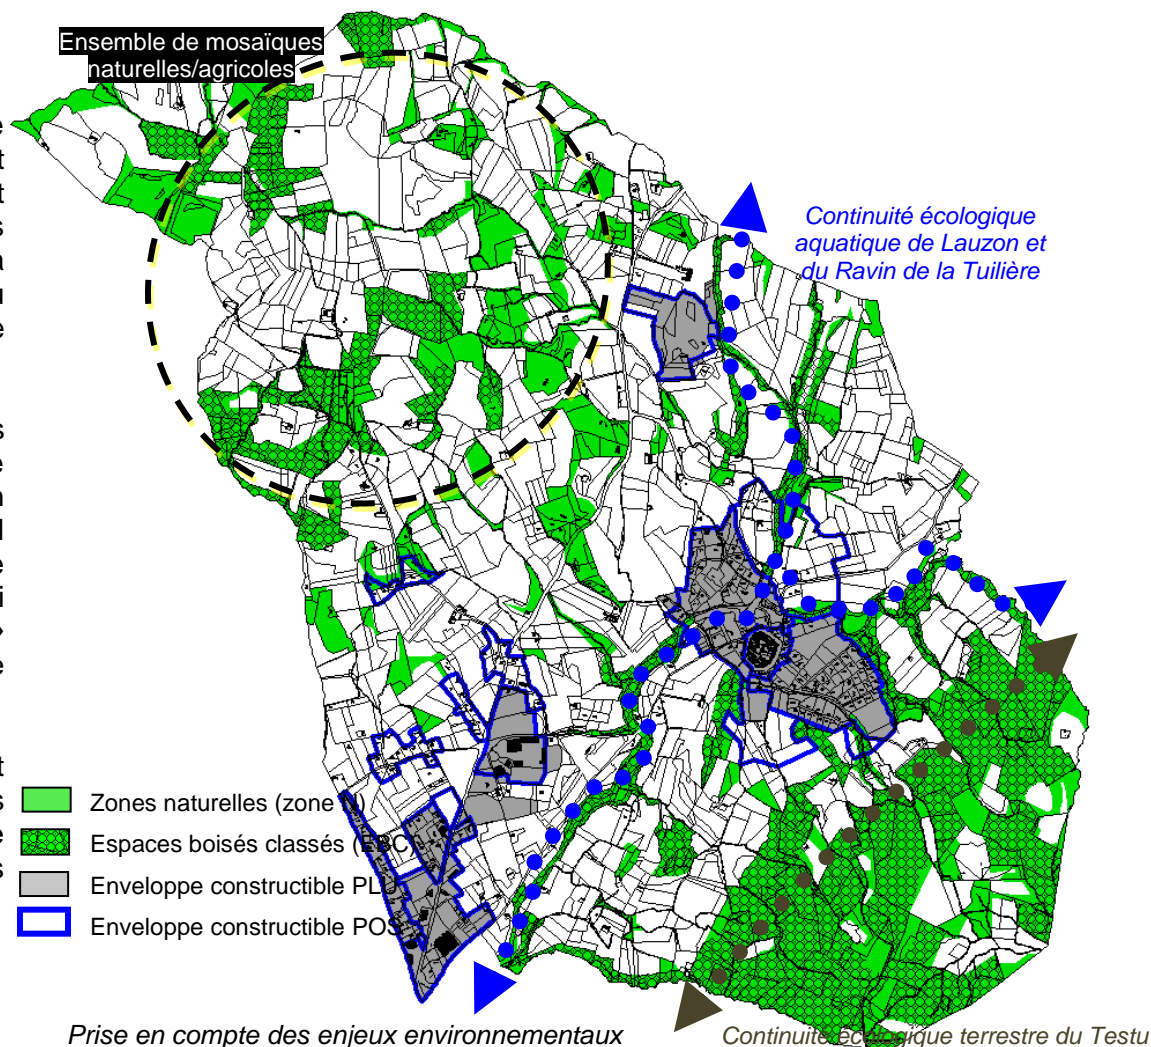 Ensemble de mosaïques
naturelles/agricoles
Continuité écologique
aquatique de Lauzon et
du Ravin de la Tuilière
Zones naturelles (zone
Espaces boisés classés (EBC)
Enveloppe constructible PLU
Enveloppe constructible POS
Prise en compte des enjeux environnementaux
Continuité écologique terrestre du Testu